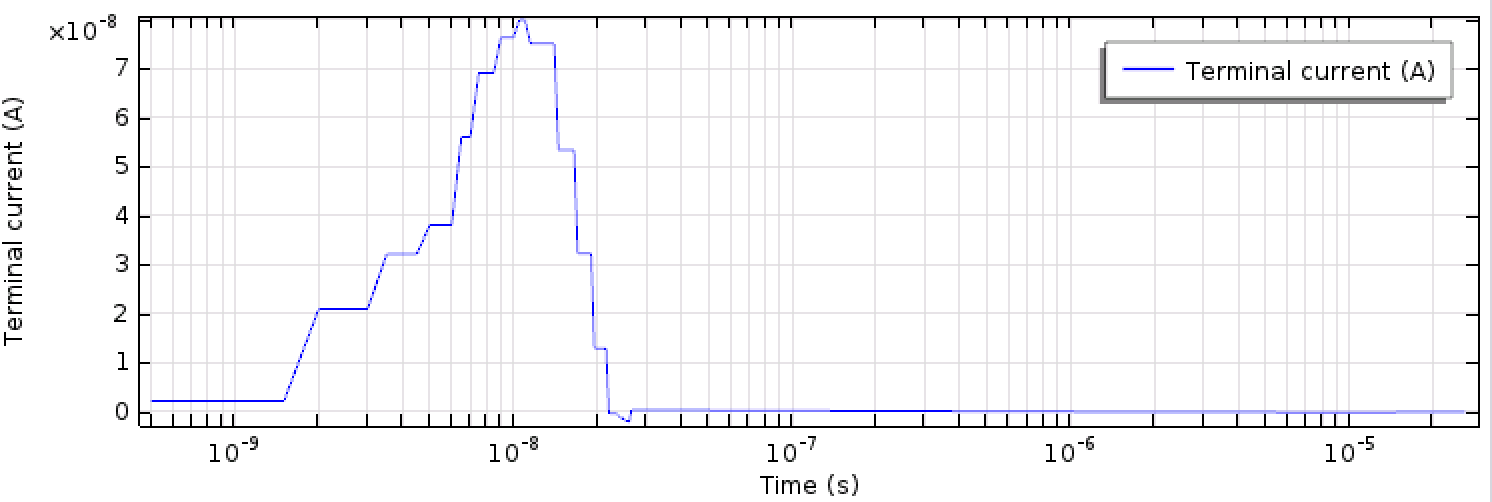 ×10⁻⁸
7
6
5
4
3
2
1
0
Terminal current (A)
Terminal current (A)
10⁻⁹ 10⁻⁸ 10⁻⁷ 10⁻⁶ 10⁻⁵
Time (s)